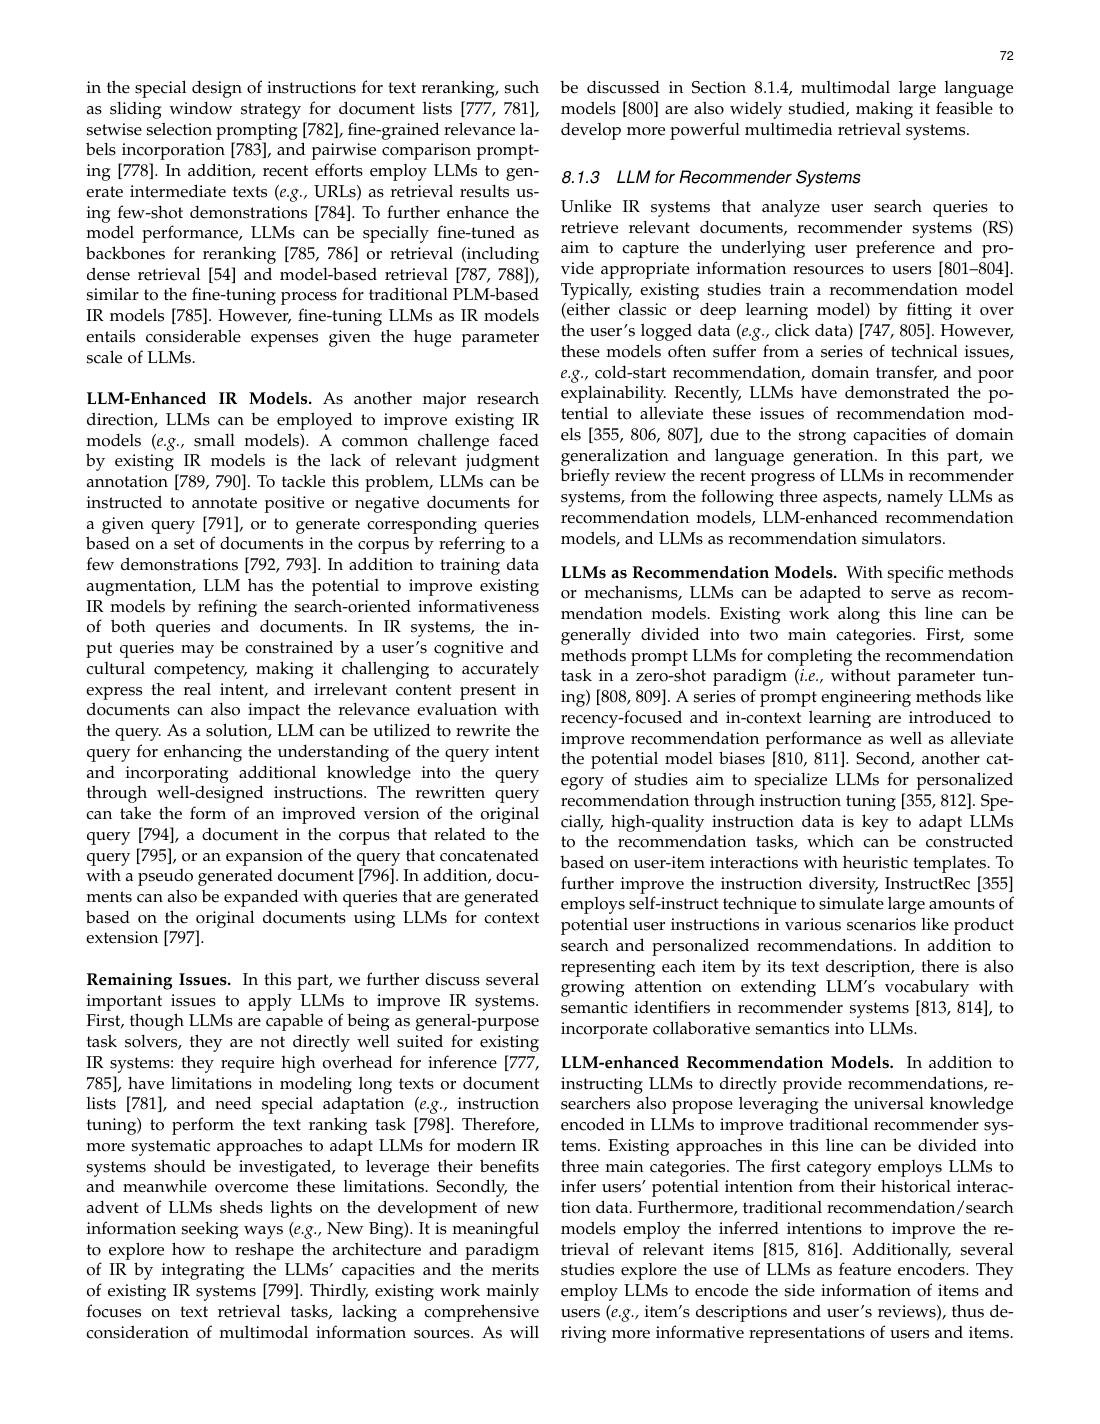 72
in the special design of instructions for text reranking, such
as sliding window strategy for document lists [777, 781],
setwise selection prompting [782], fine-grained relevance la-
bels incorporation [783], and pairwise comparison prompt-
ing [778]. In addition, recent efforts employ LLMs to gen-
erate intermediate texts (e.g., URLs) as retrieval results us-
ing few-shot demonstrations [784]. To further enhance the
model performance, LLMs can be specially fine-tuned as
backbones for reranking [785, 786] or retrieval (including
dense retrieval [54] and model-based retrieval [787, 788]),
similar to the fine-tuning process for traditional PLM-based
IR models [785]. However, fine-tuning LLMs as IR models
entails considerable expenses given the huge parameter
scale of LLMs.
LLM-Enhanced IR Models. As another major research
direction, LLMs can be employed to improve existing IR
models (e.g., small models). A common challenge faced
by existing IR models is the lack of relevant judgment
annotation [789, 790]. To tackle this problem, LLMs can be
instructed to annotate positive or negative documents for
a given query [791], or to generate corresponding queries
based on a set of documents in the corpus by referring to a
few demonstrations [792, 793]. In addition to training data
augmentation, LLM has the potential to improve existing
IR models by refining the search-oriented informativeness
of both queries and documents. In IR systems, the in-
put queries may be constrained by a user's cognitive and
cultural competency, making it challenging to accurately
express the real intent, and irrelevant content present in
documents can also impact the relevance evaluation with
the query. As a solution, LLM can be utilized to rewrite the
query for enhancing the understanding of the query intent
and incorporating additional knowledge into the query
through well-designed instructions. The rewritten query
can take the form of an improved version of the original
query [794], a document in the corpus that related to the
query [795], or an expansion of the query that concatenated
with a pseudo generated document [796]. In addition, docu-
ments can also be expanded with queries that are generated
based on the original documents using LLMs for context
extension [797].
Remaining Issues. In this part, we further discuss several
important issues to apply LLMs to improve IR systems.
First, though LLMs are capable of being as general-purpose
task solvers, they are not directly well suited for existing
IR systems: they require high overhead for inference [777,
785], have limitations in modeling long texts or document
lists [781], and need special adaptation (e.g., instruction
tuning) to perform the text ranking task [798]. Therefore,
more systematic approaches to adapt LLMs for modern IR
systems should be investigated, to leverage their benefits
and meanwhile overcome these limitations. Secondly, the
advent of LLMs sheds lights on the development of new
information seeking ways (e.g., New Bing). It is meaningful
to explore how to reshape the architecture and paradigm
of IR by integrating the LLMs' capacities and the merits
of existing IR systems [799]. Thirdly, existing work mainly
focuses on text retrieval tasks, lacking a comprehensive
consideration of multimodal information sources. As will
be discussed in Section 8.1.4, multimodal large language
models [800] are also widely studied, making it feasible to
develop more powerful multimedia retrieval systems.
8.1.3 LLM for Recommender Systems
Unlike IR systems that analyze user search queries to
retrieve relevant documents, recommender systems (RS)
aim to capture the underlying user preference and pro-
vide appropriate information resources to users [801–804].
Typically, existing studies train a recommendation model
(either classic or deep learning model) by fitting it over
the user's logged data (e.g., click data) [747, 805]. However,
these models often suffer from a series of technical issues,
e.g., cold-start recommendation, domain transfer, and poor
explainability. Recently, LLMs have demonstrated the po-
tential to alleviate these issues of recommendation mod-
els [355, 806, 807], due to the strong capacities of domain
generalization and language generation. In this part, we
briefly review the recent progress of LLMs in recommender
systems, from the following three aspects, namely LLMs as
recommendation models, LLM-enhanced recommendation
models, and LLMs as recommendation simulators.
LLMs as Recommendation Models. With specific methods
or mechanisms, LLMs can be adapted to serve as recom-
mendation models. Existing work along this line can be
generally divided into two main categories. First, some
methods prompt LLMs for completing the recommendation
task in a zero-shot paradigm (i.e., without parameter tun-
ing) [808, 809]. A series of prompt engineering methods like
recency-focused and in-context learning are introduced to
improve recommendation performance as well as alleviate
the potential model biases [810, 811]. Second, another cat-
egory of studies aim to specialize LLMs for personalized
recommendation through instruction tuning [355, 812]. Spe-
cially, high-quality instruction data is key to adapt LLMs
to the recommendation tasks, which can be constructed
based on user-item interactions with heuristic templates. To
further improve the instruction diversity, InstructRec [355]
employs self-instruct technique to simulate large amounts of
potential user instructions in various scenarios like product
search and personalized recommendations. In addition to
representing each item by its text description, there is also
growing attention on extending LLM's vocabulary with
semantic identifiers in recommender systems [813, 814], to
incorporate collaborative semantics into LLMs.
LLM-enhanced Recommendation Models. In addition to
instructing LLMs to directly provide recommendations, re-
searchers also propose leveraging the universal knowledge
encoded in LLMs to improve traditional recommender sys-
tems. Existing approaches in this line can be divided into
three main categories. The first category employs LLMs to
infer users' potential intention from their historical interac-
tion data. Furthermore, traditional recommendation/search
models employ the inferred intentions to improve the re-
trieval of relevant items [815, 816]. Additionally, several
studies explore the use of LLMs as feature encoders. They
employ LLMs to encode the side information of items and
users (e.g., item's descriptions and user's reviews), thus de-
riving more informative representations of users and items.